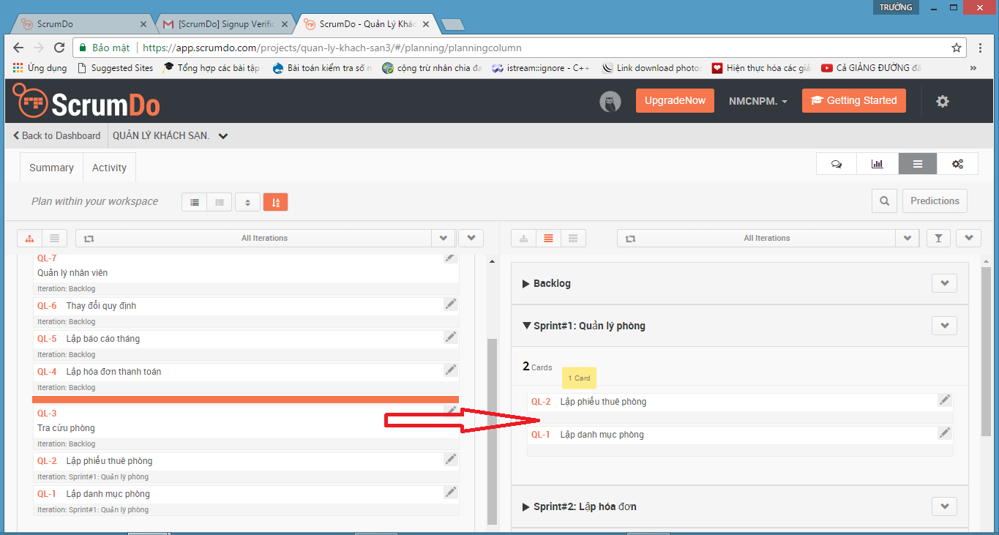 TRƯỜNG
ScrumDo
[ScrumDo] Signup Verific
ScrumDo - Quản Lý Khác
Bảo mật
https://app.scrumdo.com/projects/quan-ly-khach-san3/#/planning/planningcolumn
Ứng dụng
Suggested Sites
Tổng hợp các bài tập
Bài toán kiểm tra số n
cộng trừ nhân chia đa
istream::ignore - C++
Link download photos
Hiện thực hóa các giả
Cả GIẢNG ĐƯỜNG đã
»
ScrumDo
UpgradeNow
NMCNPM.
Getting Started
Back to Dashboard
QUẢN LÝ KHÁCH SẠN.
Summary
Activity
Plan within your workspace
Predictions
All Iterations
QL-7
Quản lý nhân viên
Iteration: Backlog
QL-6 Thay đổi quy định
Iteration: Backlog
QL-5 Lập báo cáo tháng
Iteration: Backlog
QL-4 Lập hóa đơn thanh toán
Iteration: Backlog
QL-3
Tra cứu phòng
Iteration: Backlog
QL-2 Lập phiếu thuê phòng
Iteration: Sprint#1: Quản lý phòng
QL-1 Lập danh mục phòng
Iteration: Sprint#1: Quản lý phòng
All Iterations
Backlog
Sprint#1: Quản lý phòng
2 Cards
1 Card
QL-2 Lập phiếu thuê phòng
QL-1 Lập danh mục phòng
Sprint#2: Lập hóa đơn